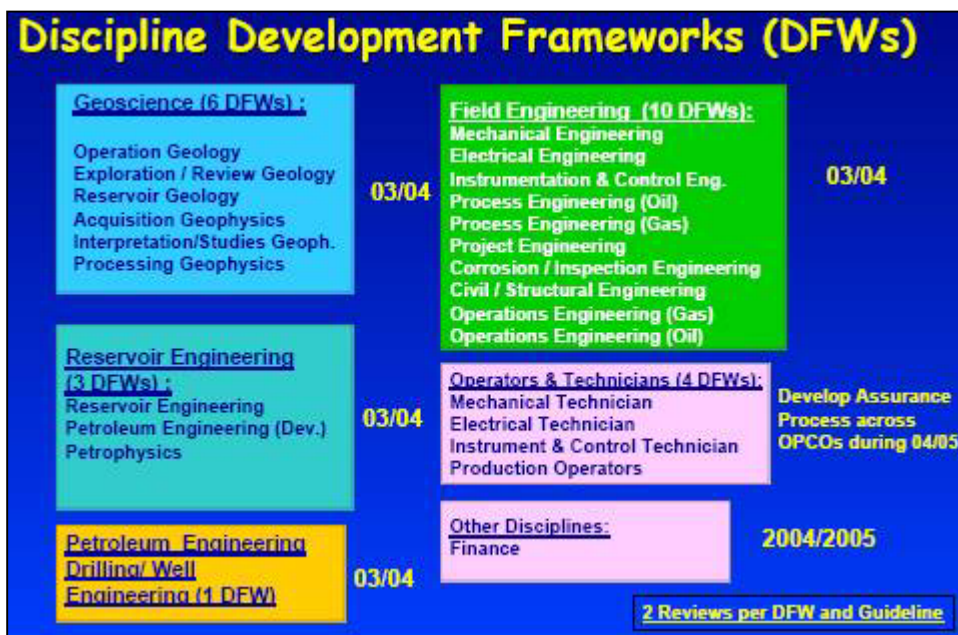 Discipline Development Frameworks (DFWs)
Geoscience (6 DFWs) :
Operation Geology
Exploration / Review Geology
Reservoir Geology
Acquisition Geophysics
Interpretation/Studies Geoph.
Processing Geophysics
03/04
Reservoir Engineering
(3 DFWs) :
Reservoir Engineering
Petroleum Engineering (Dev.)
Petrophysics
03/04
Petroleum Engineering
Drilling/ Well
Engineering (1 DFW)
03/04
Field Engineering (10 DFWs):
Mechanical Engineering
Electrical Engineering
Instrumentation & Control Eng.
Process Engineering (Oil)
Process Engineering (Gas)
Project Engineering
Corrosion / Inspection Engineering
Civil / Structural Engineering
Operations Engineering (Gas)
Operations Engineering (Oil)
03/04
Operators & Technicians (4 DFWs):
Mechanical Technician
Electrical Technician
Instrument & Control Technician
Production Operators
Develop Assurance
Process across
OPCOs during 04/05
Other Disciplines:
Finance
2004/2005
2 Reviews per DFW and Guideline